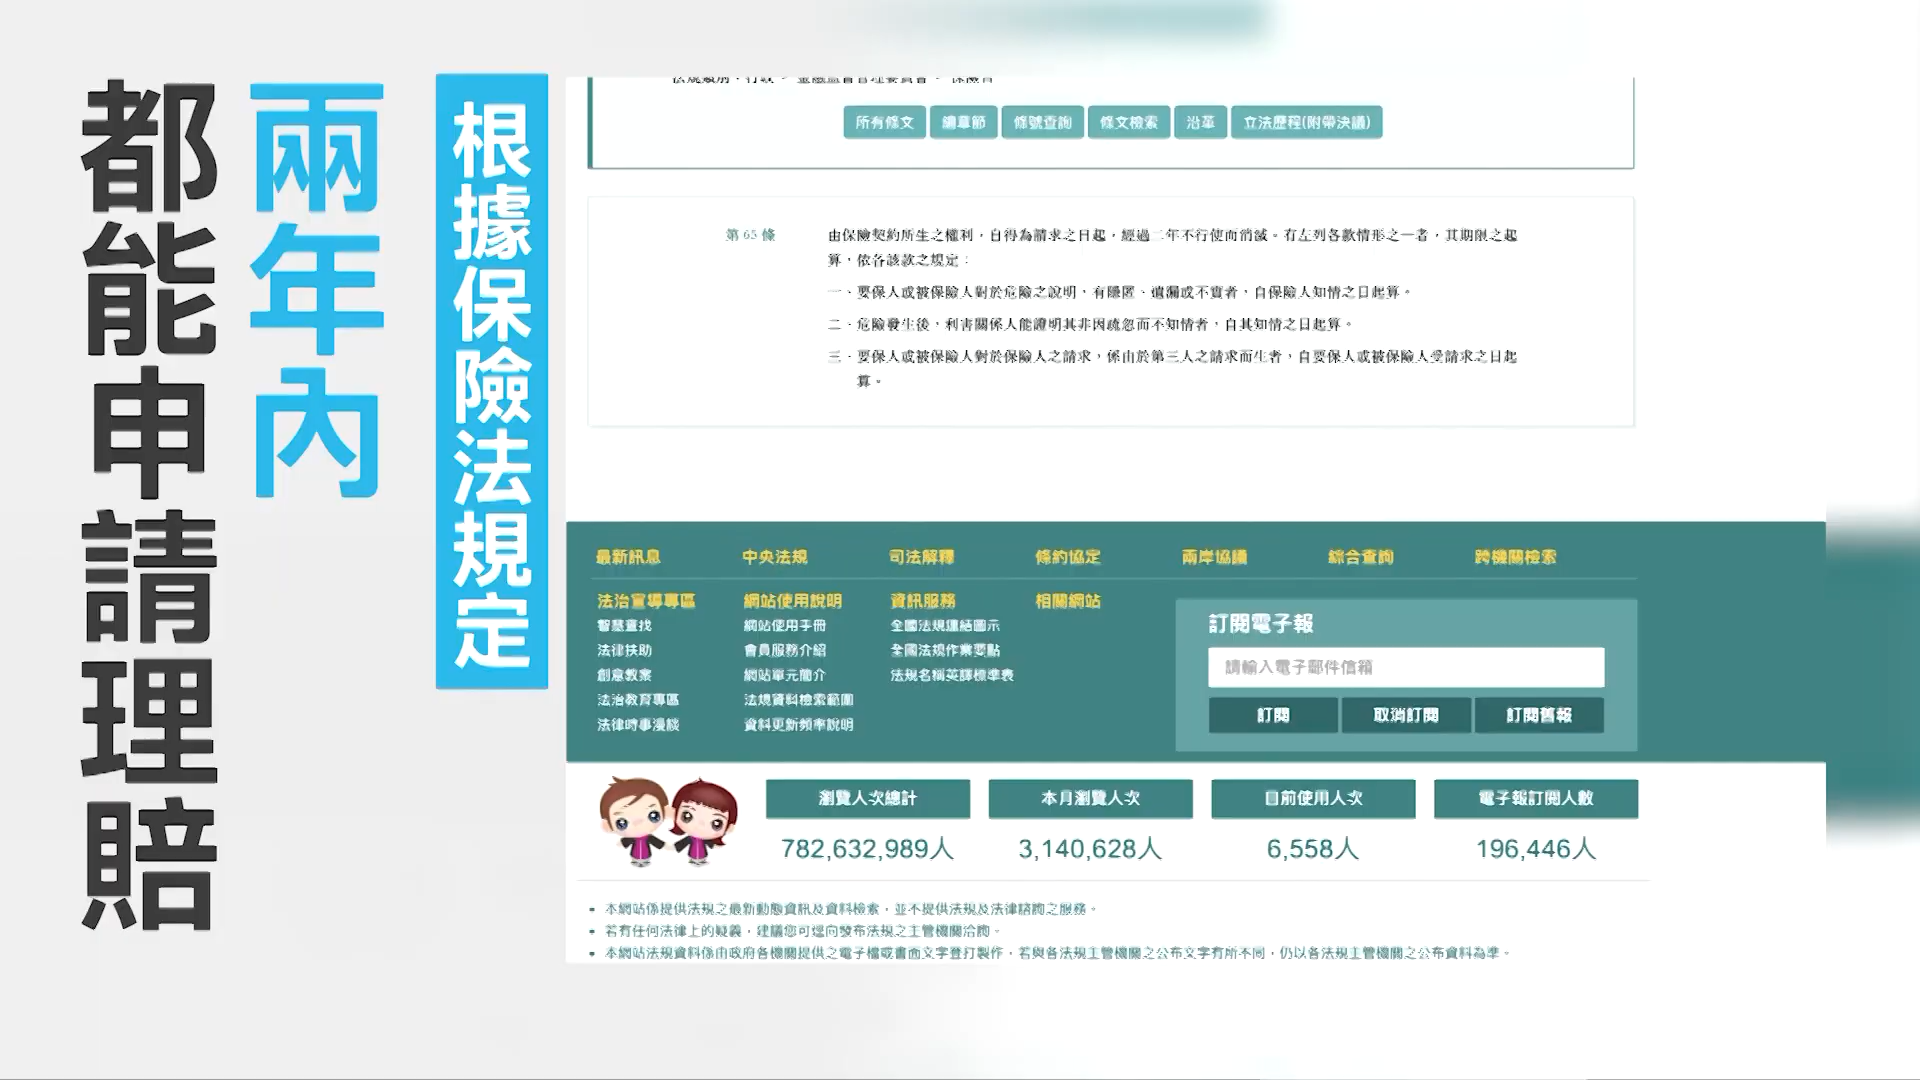 根據保險法規定
兩年內
都能申請理賠
所有條文
編章節
條號查詢
條文檢索
沿革
立法歷程(附帶決議)
第 65 條
由保險契約所生之權利，自得為請求之日起，經過二年不行使而消滅。有左列各款情形之一者，其期限之起
算，依各該款之規定：
一、要保人或被保險人對於危險之說明，有隱匿、遺漏或不實者，自保險人知情之日起算。
二、危險發生後，利害關係人能證明其非因疏忽而不知情者，自其知情之日起算。
三、要保人或被保險人對於保險人之請求，係由於第三人之請求而生者，自要保人或被保險人受請求之日起
算。
最新訊息
中央法規
司法解釋
條約協定
兩岸協議
綜合查詢
跨機關檢索
法治宣導專區
智慧查找
法律扶助
創意教案
法治教育專區
法律時事漫談
網站使用說明
網站使用手冊
會員服務介紹
網站單元簡介
法規資料檢索範圍
資料更新頻率說明
資訊服務
全國法規連結圖示
全國法規作業要點
法規名稱英譯標準表
相關網站
訂閱電子報
請輸入電子郵件信箱
訂閱
取消訂閱
訂閱舊報
瀏覽人次總計
782,632,989人
本月瀏覽人次
3,140,628人
目前使用人次
6,558人
電子報訂閱人數
196,446人
• 本網站係提供法規之最新動態資訊及資料檢索，並不提供法規及法律諮詢之服務。
• 若有任何法律上的疑義，建議您可逕向發布法規之主管機關洽詢。
• 本網站法規資料係由政府各機關提供之電子檔或書面文字登打製作，若與各法規主管機關之公布文字有所不同，仍以各法規主管機關之公布資料為準。